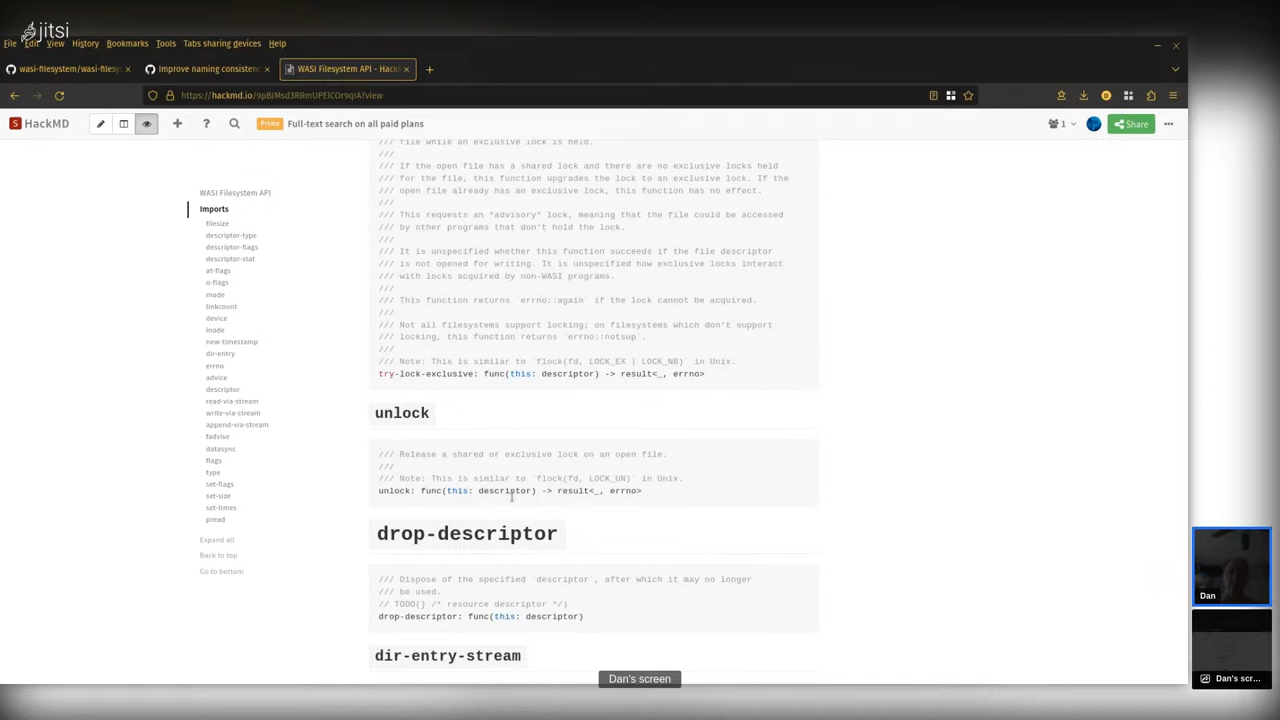 jitsi
File Edit View History Bookmarks Tools Tabs sharing devices Help
wasi-filesystem/wasi-filesy
Improve naming consistenc
WASI Filesystem API - Hack
https://hackmd.io/9pBJMsd3RRmUPElCOr9qIA?view
HackMD
Prime Full-text search on all paid plans
1
Share
WASI Filesystem API
Imports
filesize
descriptor-type
descriptor-flags
descriptor-stat
at-flags
o-flags
mode
linkcount
device
inode
new-timestamp
dir-entry
errno
advice
descriptor
read-via-stream
write-via-stream
append-via-stream
fadvise
datasync
flags
type
set-flags
set-size
set-times
pread
Expand all
Back to top
Go to bottom
/// file while an exclusive lock is held.
///
/// If the open file has a shared lock and there are no exclusive locks held
/// for the file, this function upgrades the lock to an exclusive lock. If the
/// open file already has an exclusive lock, this function has no effect.
///
/// This requests an *advisory* lock, meaning that the file could be accessed
/// by other programs that don't hold the lock.
///
/// It is unspecified whether this function succeeds if the file descriptor
/// is not opened for writing. It is unspecified how exclusive locks interact
/// with locks acquired by non-WASI programs.
///
/// This function returns `errno::again` if the lock cannot be acquired.
///
/// Not all filesystems support locking; on filesystems which don't support
/// locking, this function returns `errno::notsup`.
///
/// Note: This is similar to `flock(fd, LOCK_EX | LOCK_NB)` in Unix.
try-lock-exclusive: func(this: descriptor) -> result<_, errno>
unlock
/// Release a shared or exclusive lock on an open file.
///
/// Note: This is similar to `flock(fd, LOCK_UN)` in Unix.
unlock: func(this: descriptor) -> result<_, errno>
drop-descriptor
/// Dispose of the specified `descriptor`, after which it may no longer
/// be used.
// TODO(} /* resource descriptor */)
drop-descriptor: func(this: descriptor)
dir-entry-stream
Dan's screen
Dan
Dan's scr...